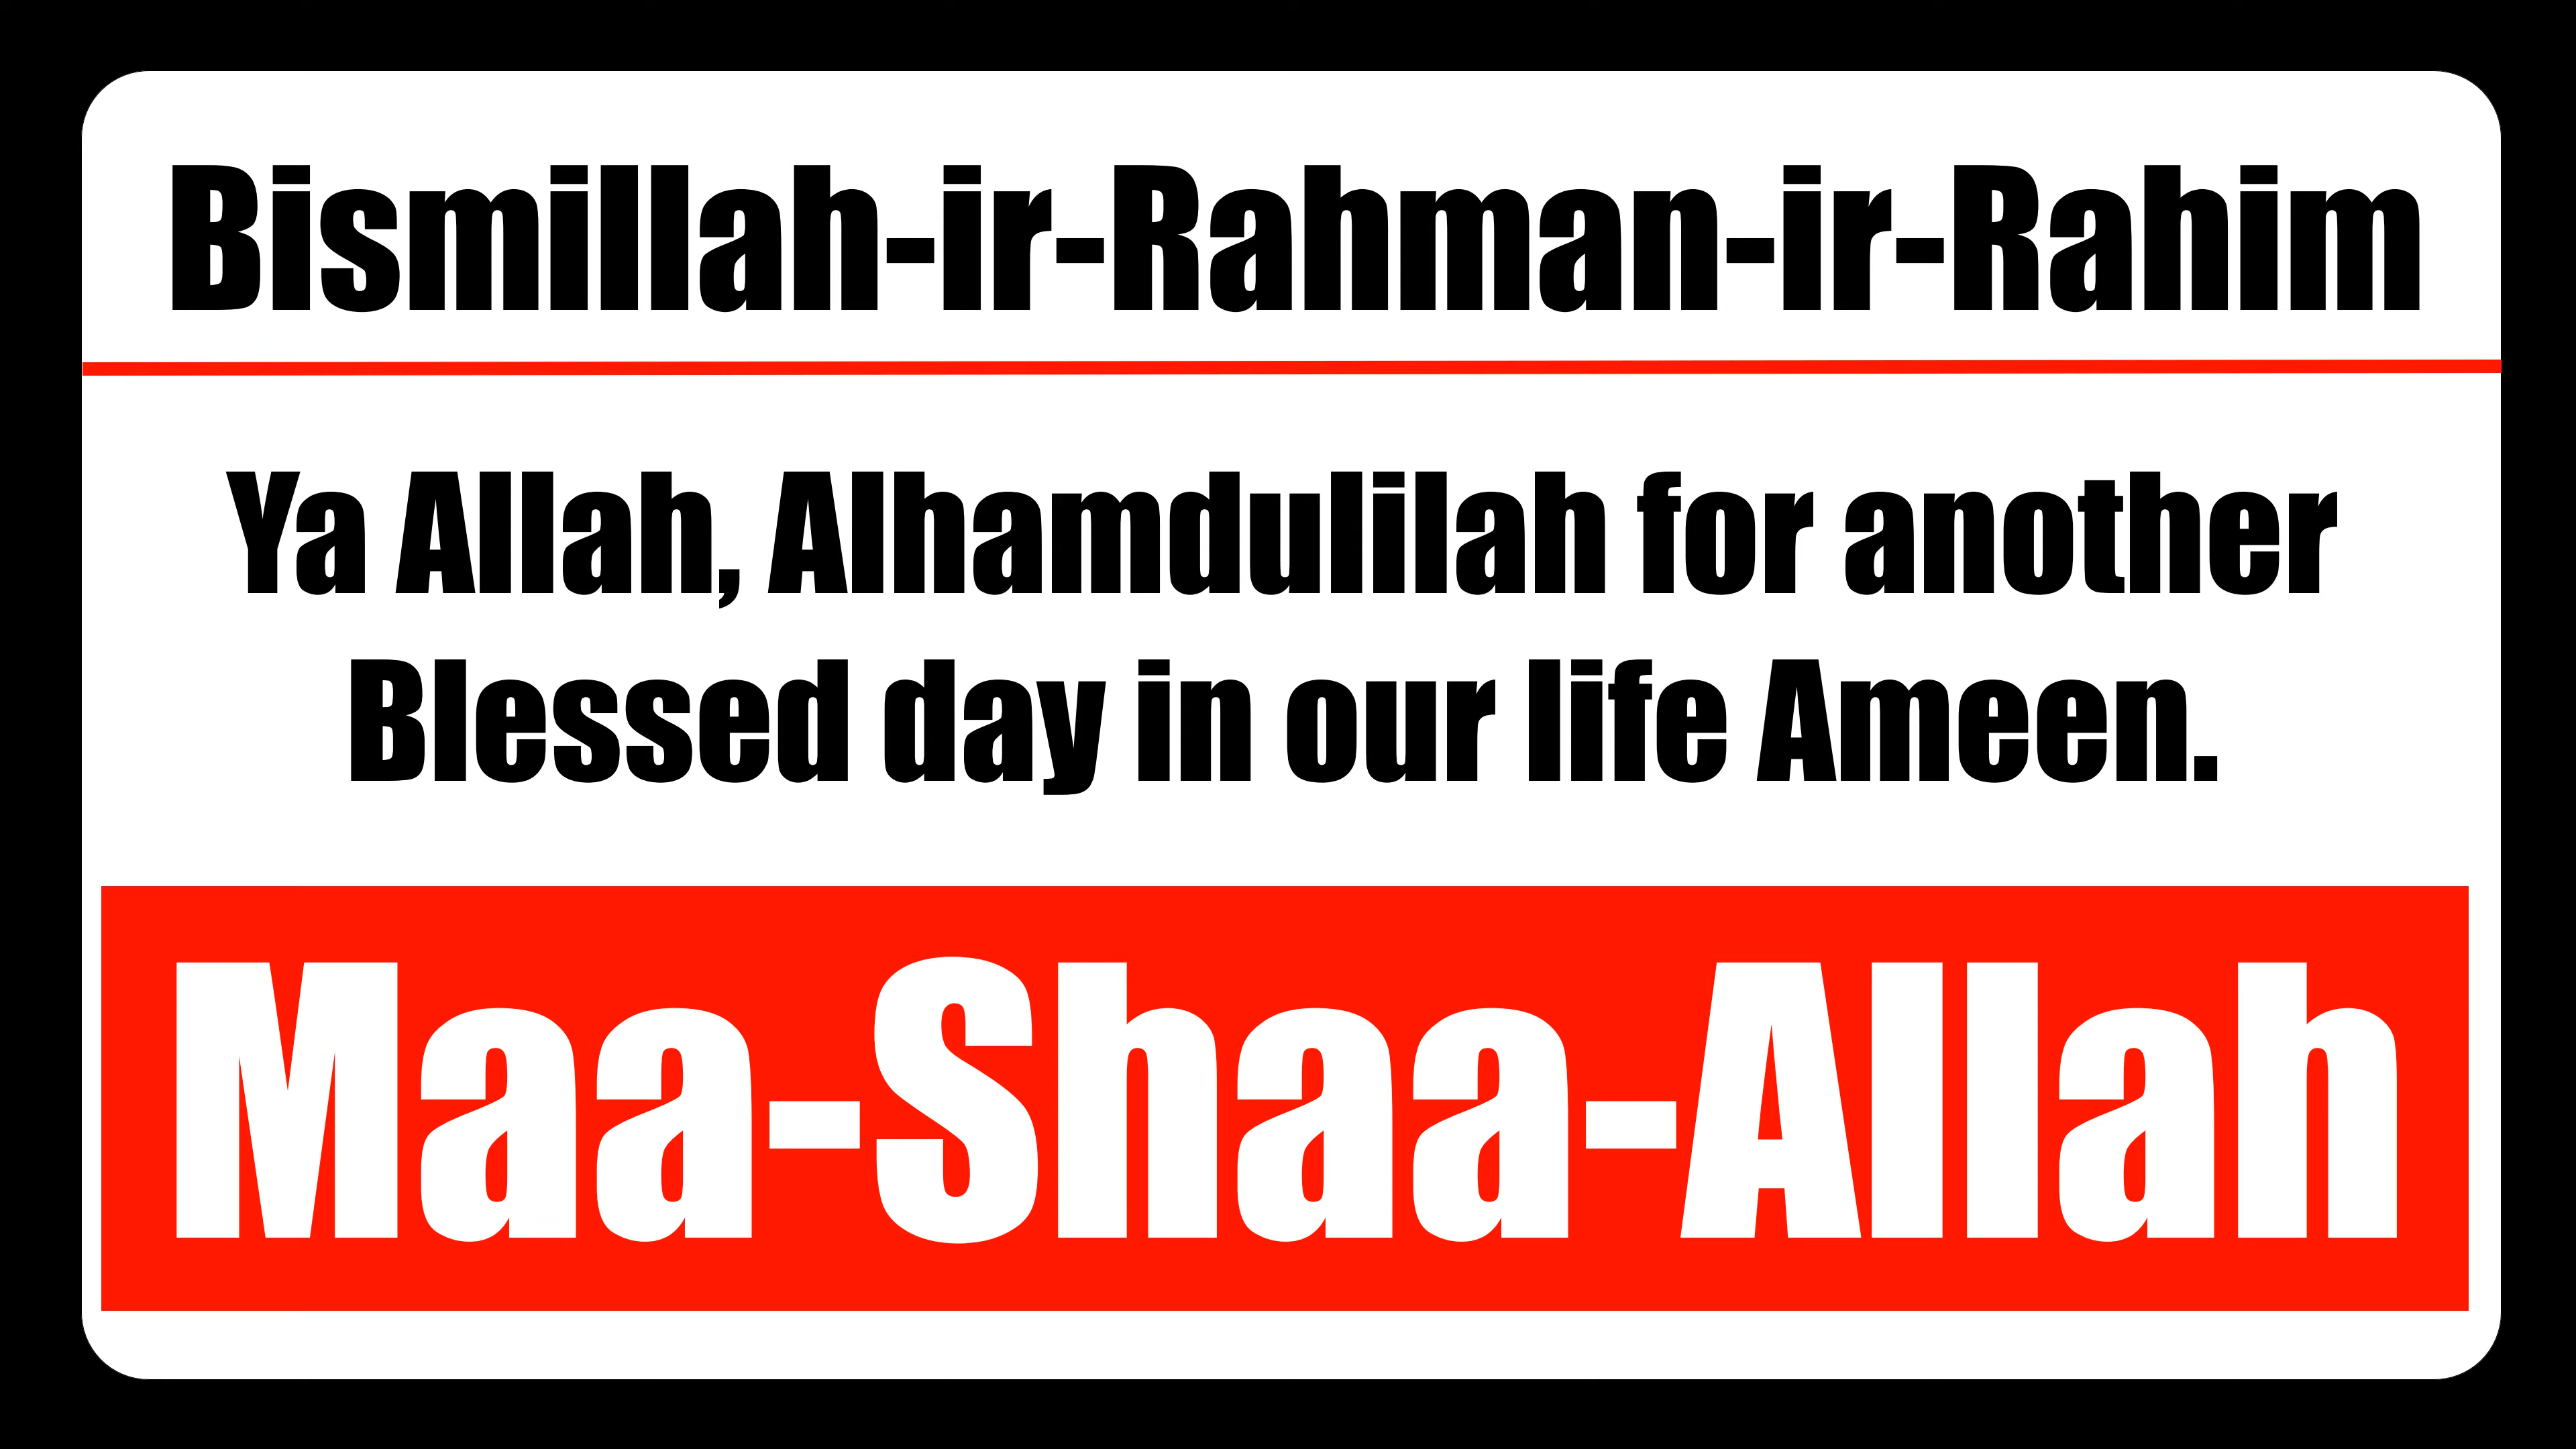 Bismillah-ir-Rahman-ir-Rahim
Ya Allah, Alhamdulilah for another
Blessed day in our life Ameen.
Maa-Shaa-Allah